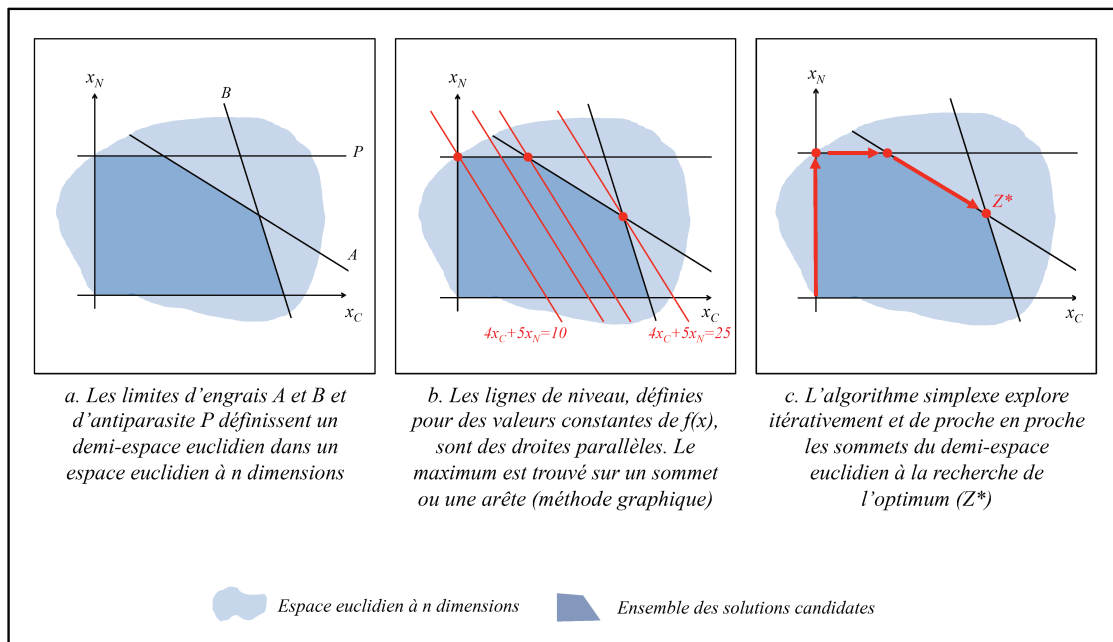 x_N
B
P
A
x_C
a. Les limites d'engrais A et B et
d'antiparasite P définissent un
demi-espace euclidien dans un
espace euclidien à n dimensions
x_N
x_C
4x_C+5x_N=10
4x_C+5x_N=25
b. Les lignes de niveau, définies
pour des valeurs constantes de f(x),
sont des droites parallèles. Le
maximum est trouvé sur un sommet
ou une arête (méthode graphique)
x_N
Z*
x_C
c. L'algorithme simplexe explore
itérativement et de proche en proche
les sommets du demi-espace
euclidien à la recherche de
l'optimum (Z*)
Espace euclidien à n dimensions
Ensemble des solutions candidates